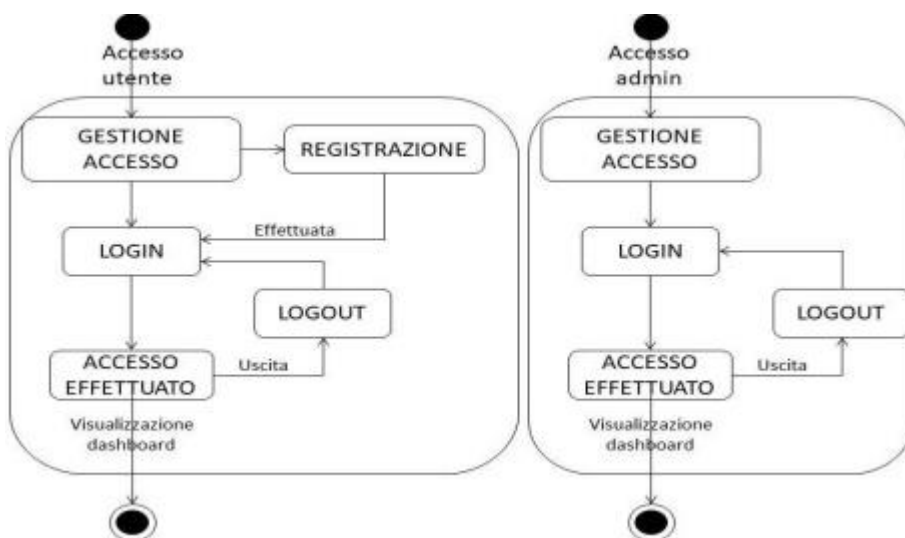 Accesso
utente
GESTIONE
ACCESSO
REGISTRAZIONE
Effettuata
LOGIN
LOGOUT
ACCESSO
EFFETTUATO
Uscita
Visualizzazione
dashboard
Accesso
admin
GESTIONE
ACCESSO
LOGIN
LOGOUT
ACCESSO
EFFETTUATO
Uscita
Visualizzazione
dashboard